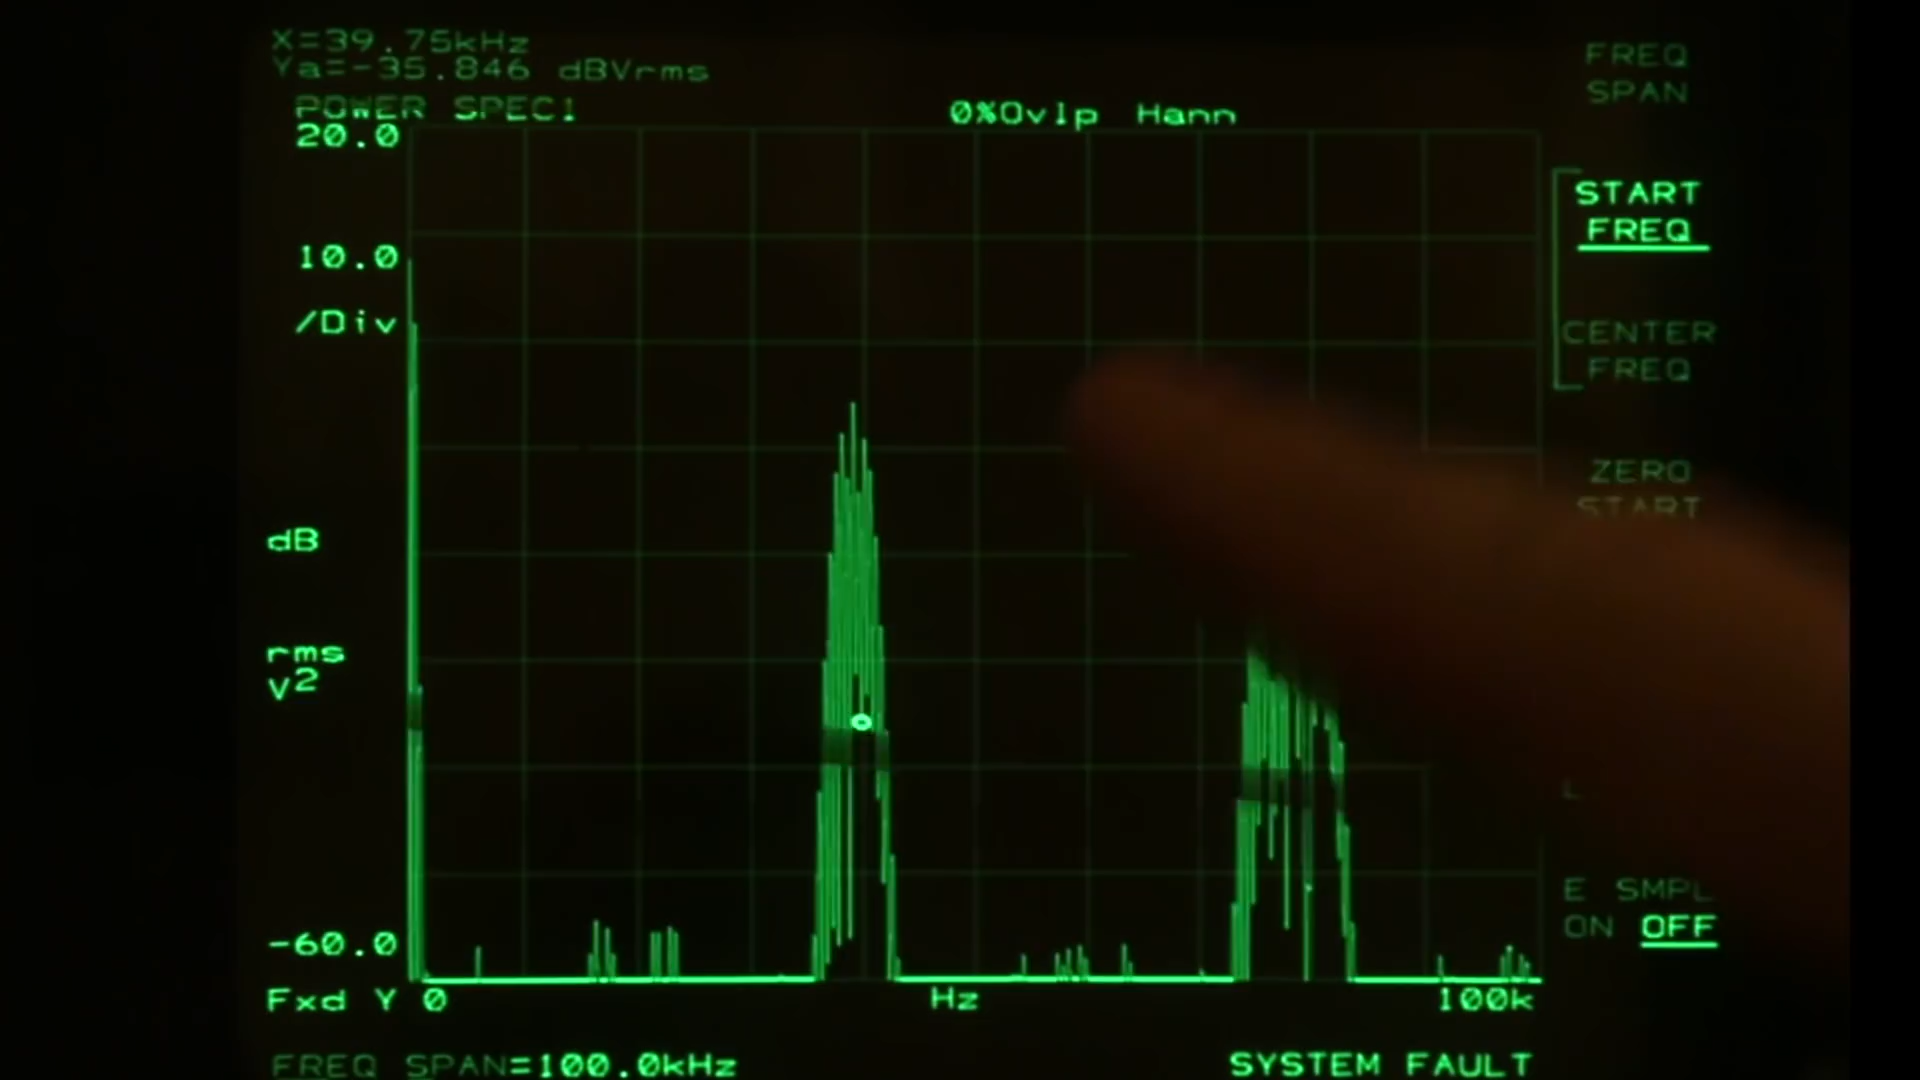 X=39.75kHz
Ya=-35.846 dBVrms
POWER SPEC1
0%Ovlp Hann
20.0
10.0
/Div
dB
rms
V2
-60.0
Fxd Y 0
Hz
100k
FREQ SPAN=100.0kHz
SYSTEM FAULT
FREQ
SPAN
START
FREQ
CENTER
FREQ
ZERO
START
E SMPL
ON OFF